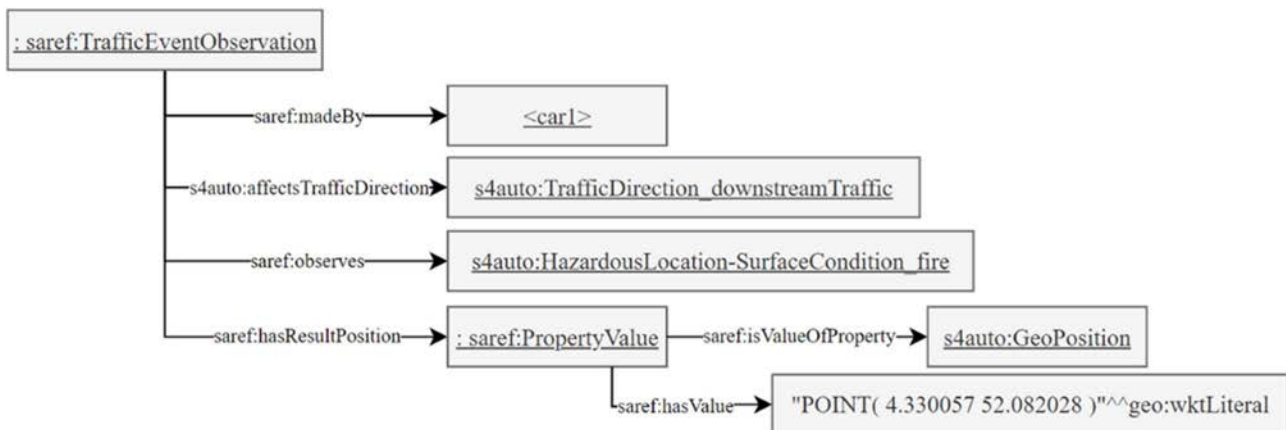 : saref:TrafficEventObservation
saref:madeBy
<car1>
s4auto:affectsTrafficDirection
s4auto:TrafficDirection_downstreamTraffic
saref:observes
s4auto:HazardousLocation-SurfaceCondition_fire
saref:hasResultPosition
: saref:PropertyValue
saref:isValueOfProperty
s4auto:GeoPosition
saref:hasValue
"POINT( 4.330057 52.082028 )"^^geo:wktLiteral